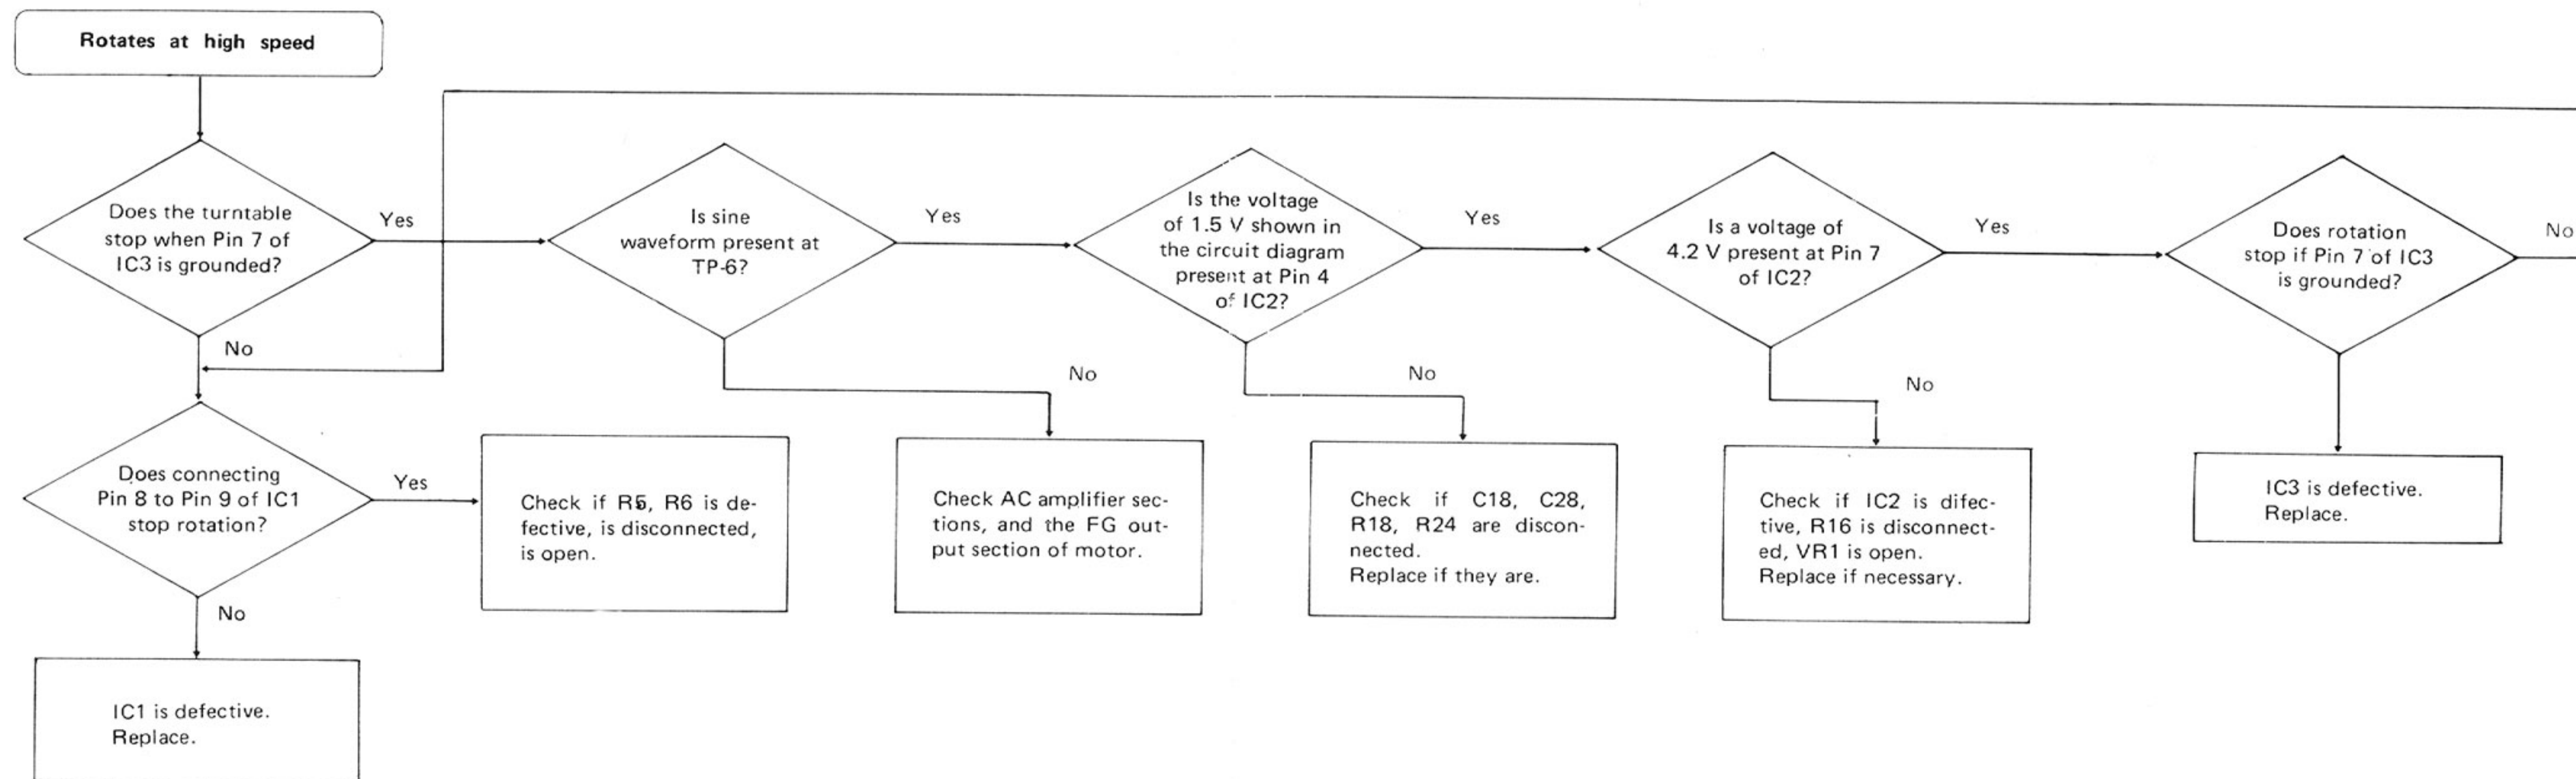 Rotates at high speed
Does the turntable
stop when Pin 7 of
IC3 is grounded?
Yes
No
Is sine
waveform present at
TP-6?
Yes
No
Is the voltage
of 1.5 V shown in
the circuit diagram
present at Pin 4
of IC2?
Yes
No
Is a voltage of
4.2 V present at Pin 7
of IC2?
Yes
No
Does rotation
stop if Pin 7 of IC3
is grounded?
No
Does connecting
Pin 8 to Pin 9 of IC1
stop rotation?
Yes
No
Check if R5, R6 is de-
fective, is disconnected,
is open.
Check AC amplifier sec-
tions, and the FG out-
put section of motor.
Check if C18, C28,
R18, R24 are discon-
nected.
Replace if they are.
Check if IC2 is difec-
tive, R16 is disconnect-
ed, VR1 is open.
Replace if necessary.
IC3 is defective.
Replace.
IC1 is defective.
Replace.